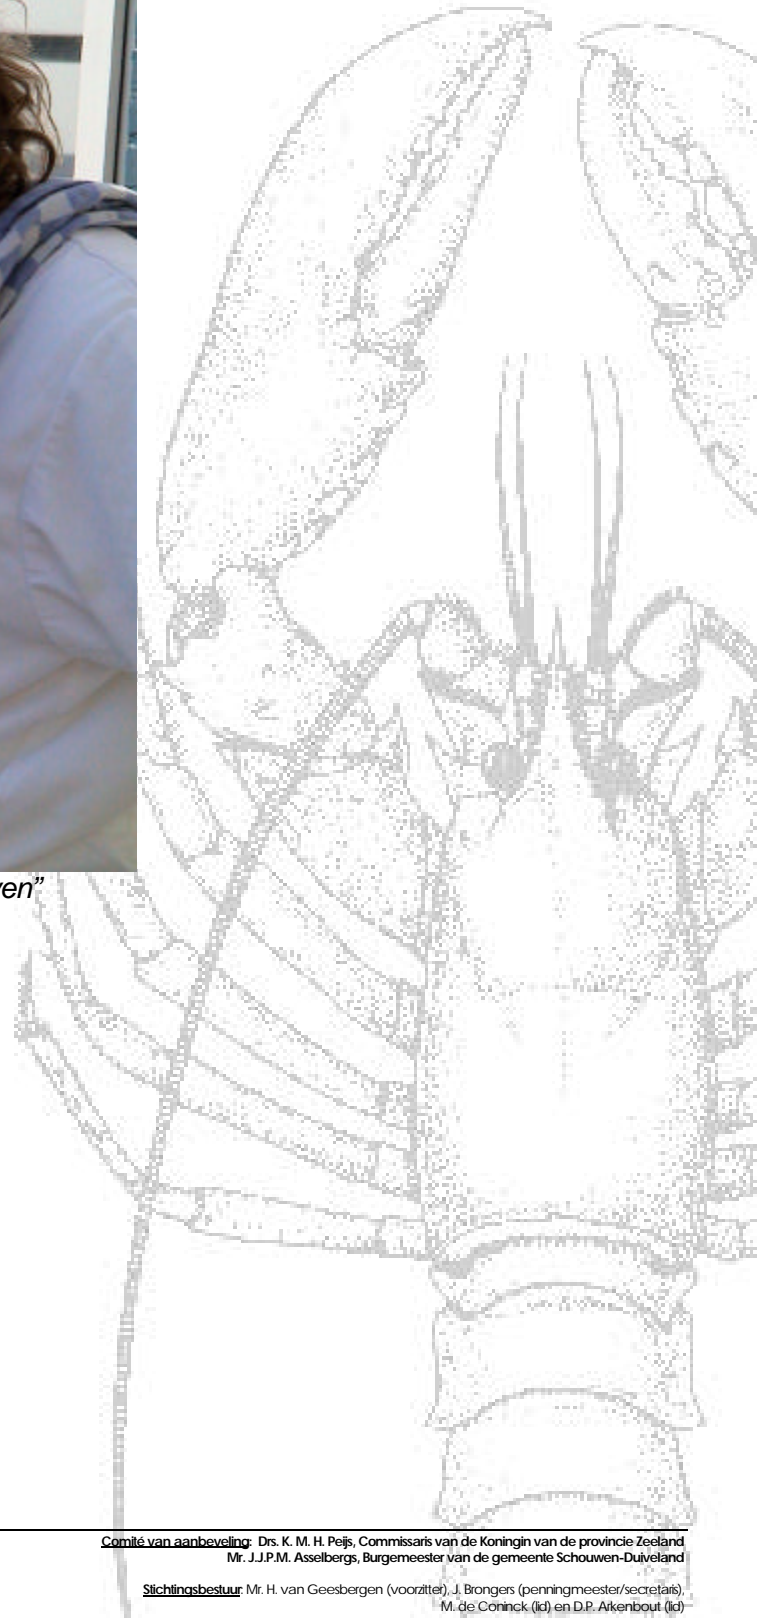 ven”
Comité van aanbeveling: Drs. K. M. H. Peijs, Commissaris van de Koningin van de provincie Zeeland
Mr. J.J.P.M. Asselbergs, Burgemeester van de gemeente Schouwen-Duiveland
Stichtingsbestuur: Mr. H. van Geesbergen (voorzitter), J. Brongers (penningmeester/secretaris),
M. de Coninck (lid) en D.P. Arkenbout (lid)